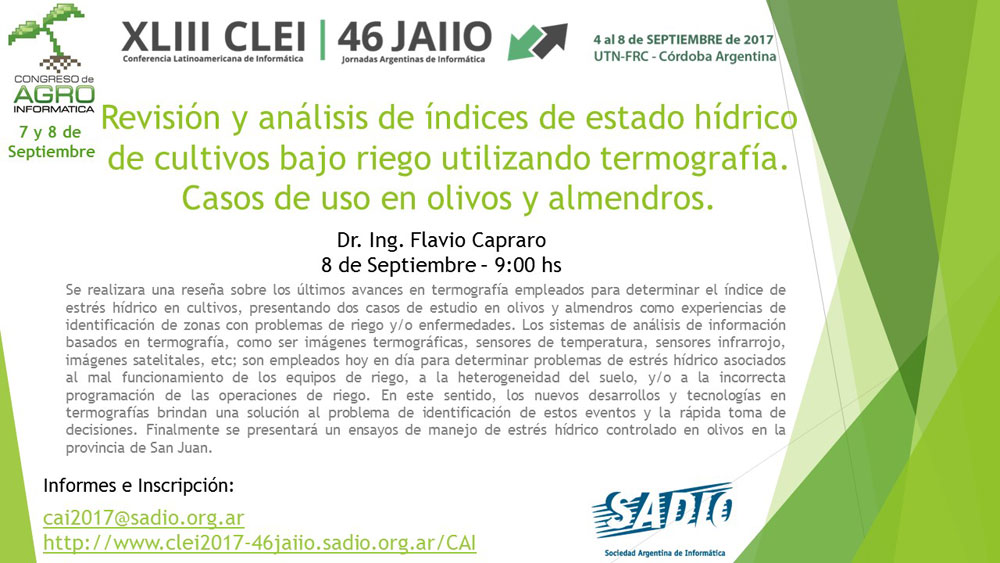 XLIII CLEI | 46 JAIIO
Conferencia Latinoamericana de Informática | Jornadas Argentinas de Informática
4 al 8 de SEPTIEMBRE de 2017
UTN-FRC - Córdoba Argentina
CONGRESO de
AGRO
INFORMATICA
7 y 8 de
Septiembre
Revisión y análisis de índices de estado hídrico
de cultivos bajo riego utilizando termografía.
Casos de uso en olivos y almendros.
Dr. Ing. Flavio Capraro
8 de Septiembre – 9:00 hs
Se realizara una reseña sobre los últimos avances en termografía empleados para determinar el índice de
estrés hídrico en cultivos, presentando dos casos de estudio en olivos y almendros como experiencias de
identificación de zonas con problemas de riego y/o enfermedades. Los sistemas de análisis de información
basados en termografía, como ser imágenes termográficas, sensores de temperatura, sensores infrarrojo,
imágenes satelitales, etc; son empleados hoy en día para determinar problemas de estrés hídrico asociados
al mal funcionamiento de los equipos de riego, a la heterogeneidad del suelo, y/o a la incorrecta
programación de las operaciones de riego. En este sentido, los nuevos desarrollos y tecnologías en
termografías brindan una solución al problema de identificación de estos eventos y la rápida toma de
decisiones. Finalmente se presentará un ensayos de manejo de estrés hídrico controlado en olivos en la
provincia de San Juan.
Informes e Inscripción:
cai2017@sadio.org.ar
http://www.clei2017-46jaiio.sadio.org.ar/CAI
SADIO
Sociedad Argentina de Informática